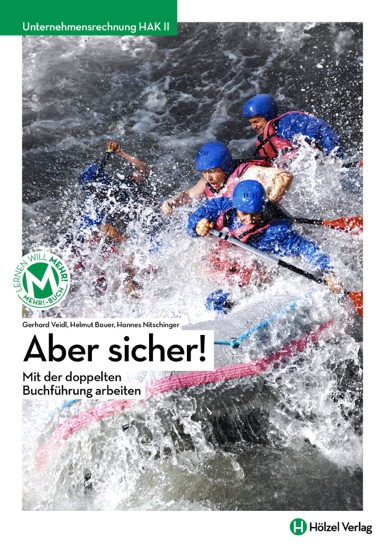 Unternehmensrechnung HAK II
LERNEN WILL MEHR!
M
MEHR!-BUCH
Gerhard Veidl, Helmut Bauer, Hannes Nitschinger
Aber sicher!
Mit der doppelten
Buchführung arbeiten
H Hölzel Verlag